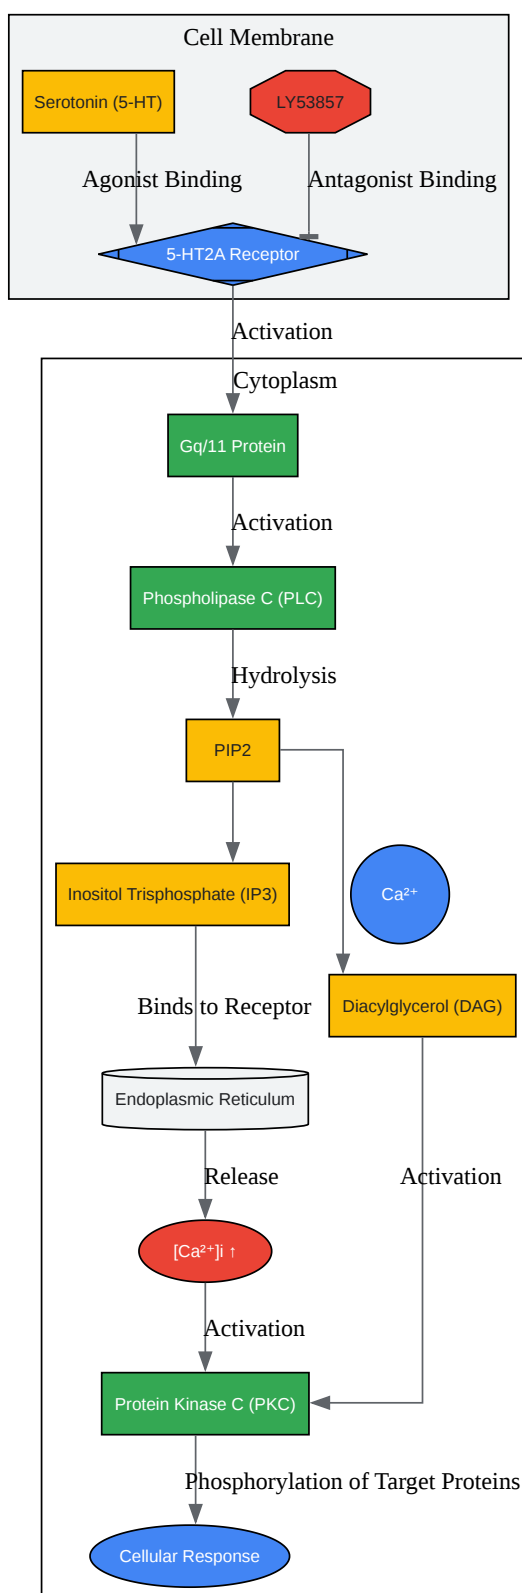 Cell Membrane
Serotonin (5-HT)
LY53857
Agonist Binding
Antagonist Binding
5-HT2A Receptor
Activation
Cytoplasm
Gq/11 Protein
Activation
Phospholipase C (PLC)
Hydrolysis
PIP2
Inositol Trisphosphate (IP3)
Ca²⁺
Binds to Receptor
Diacylglycerol (DAG)
Endoplasmic Reticulum
Release
Activation
[Ca²⁺]i ↑
Activation
Protein Kinase C (PKC)
Phosphorylation of Target Proteins
Cellular Response